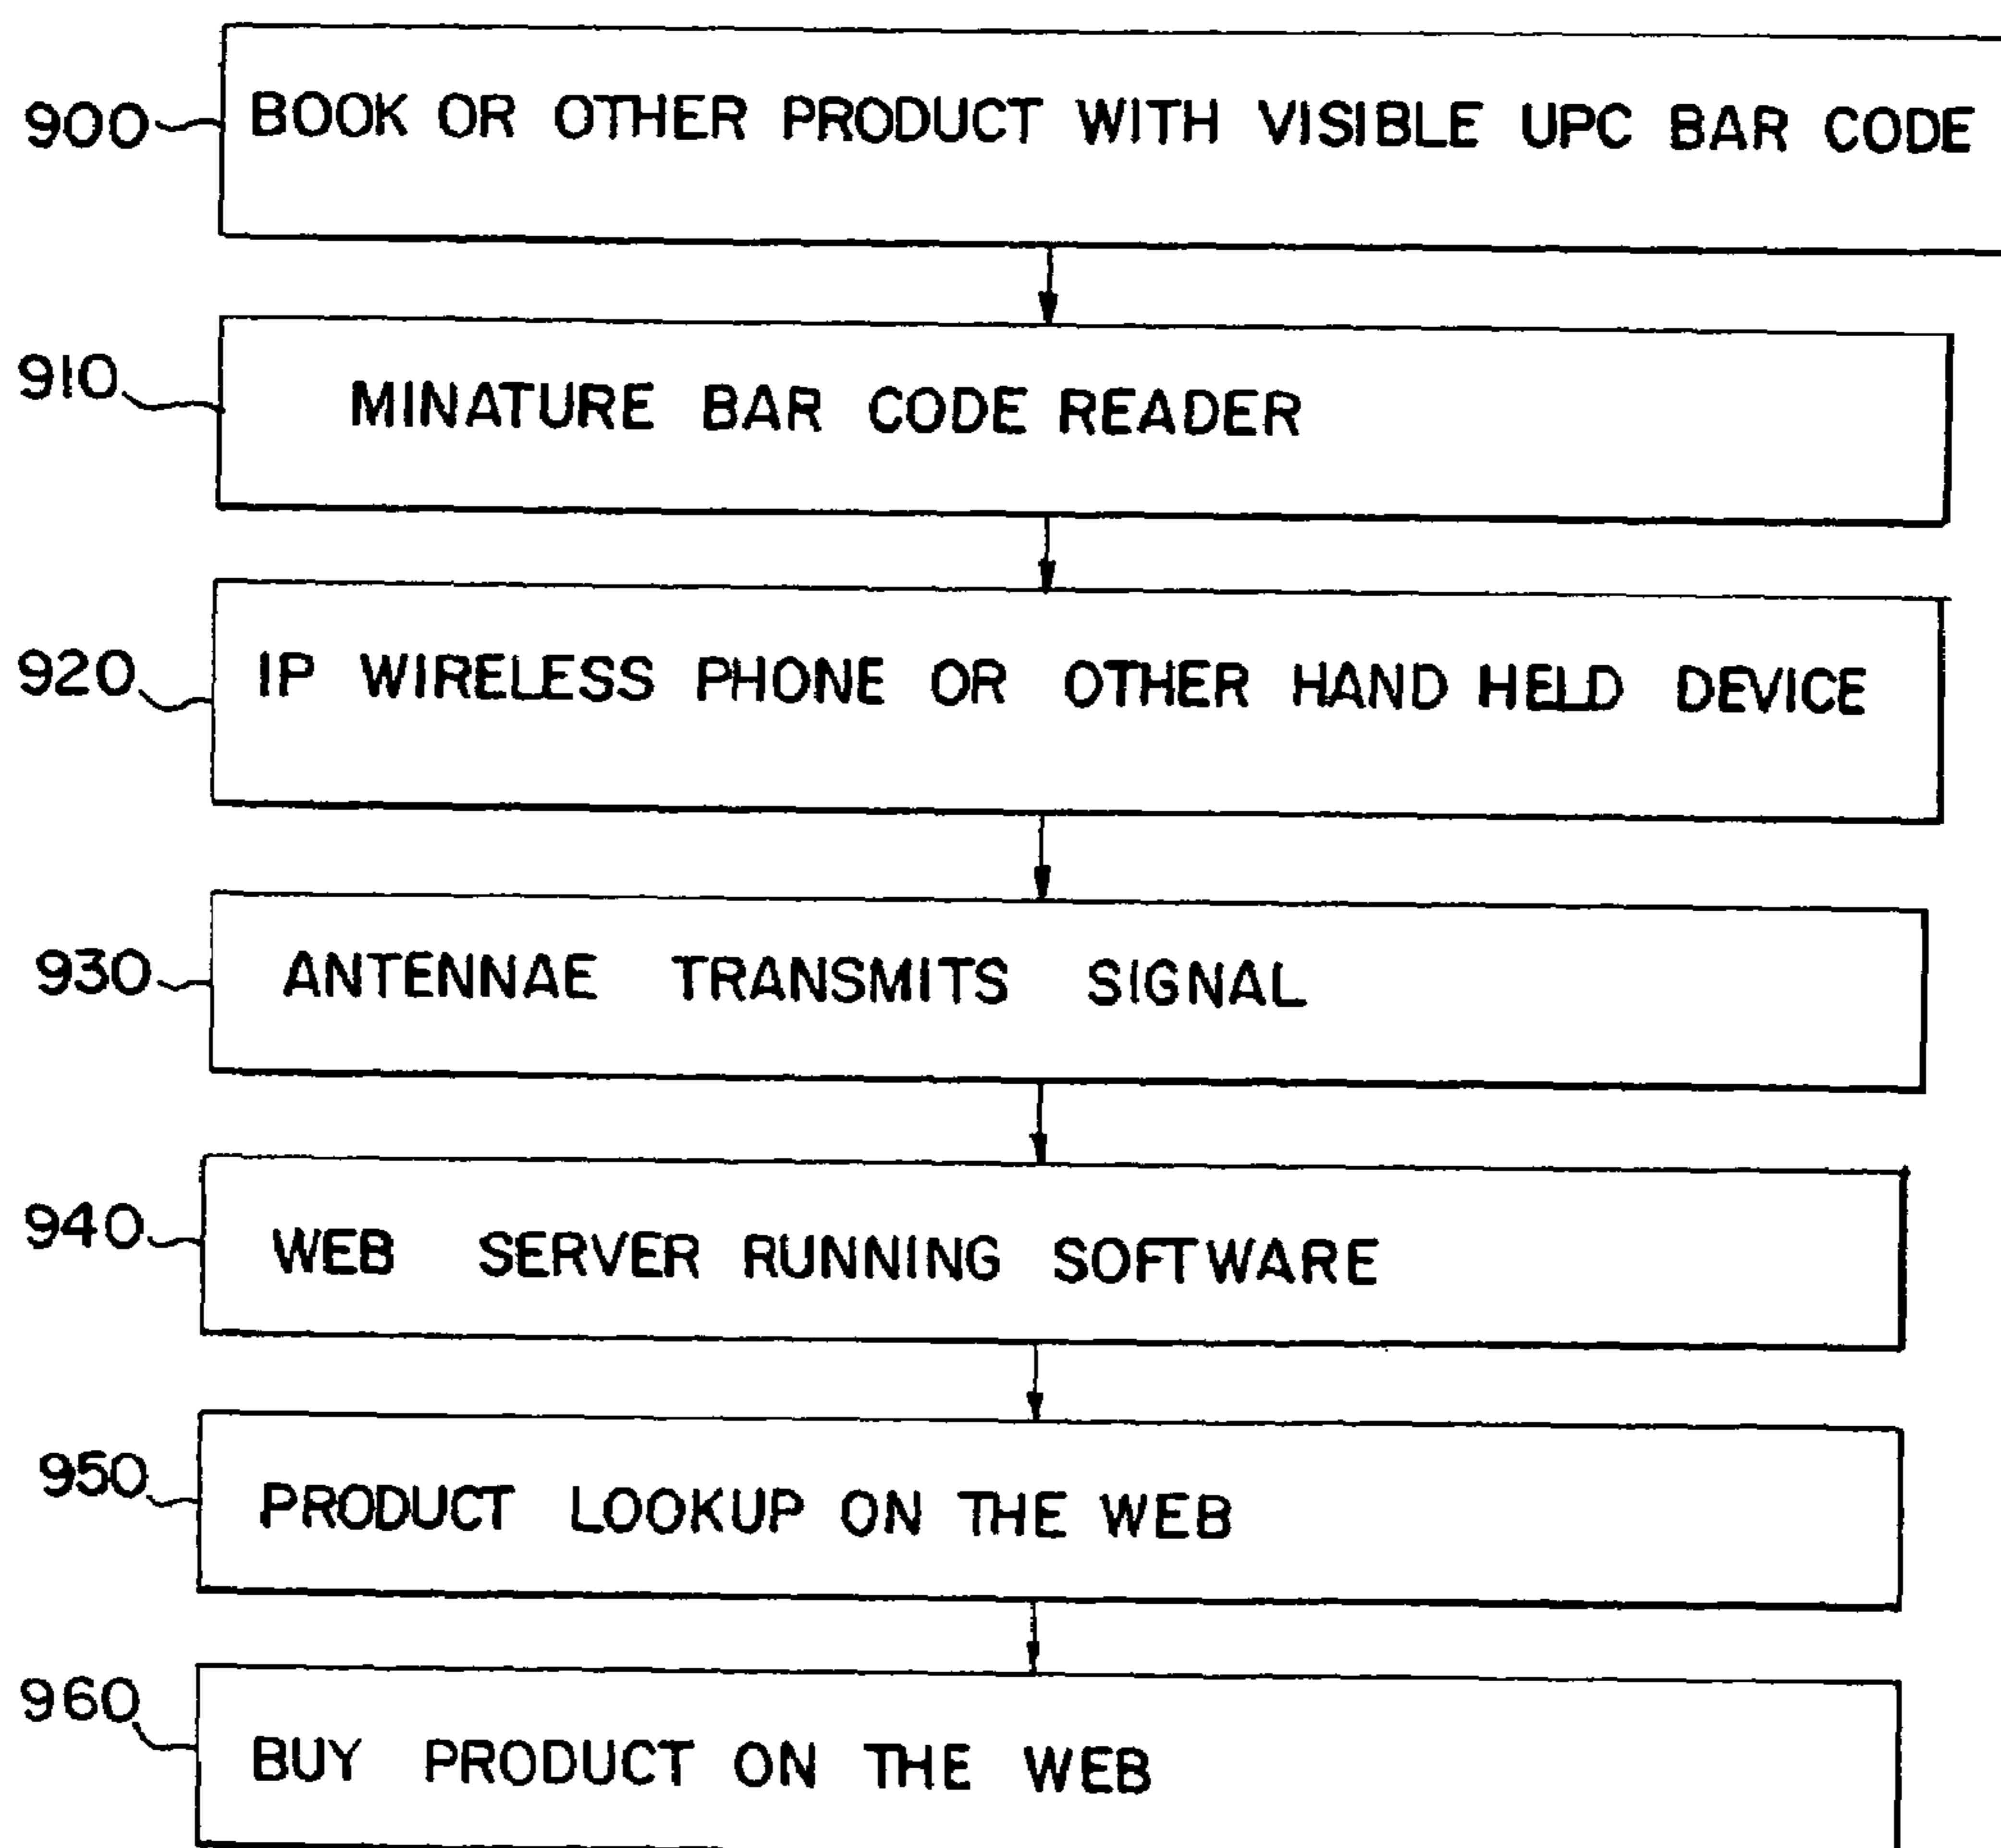 900 BOOK OR OTHER PRODUCT WITH VISIBLE UPC BAR CODE
910 MINATURE BAR CODE READER
920 IP WIRELESS PHONE OR OTHER HAND HELD DEVICE
930 ANTENNAE TRANSMITS SIGNAL
940 WEB SERVER RUNNING SOFTWARE
950 PRODUCT LOOKUP ON THE WEB
960 BUY PRODUCT ON THE WEB